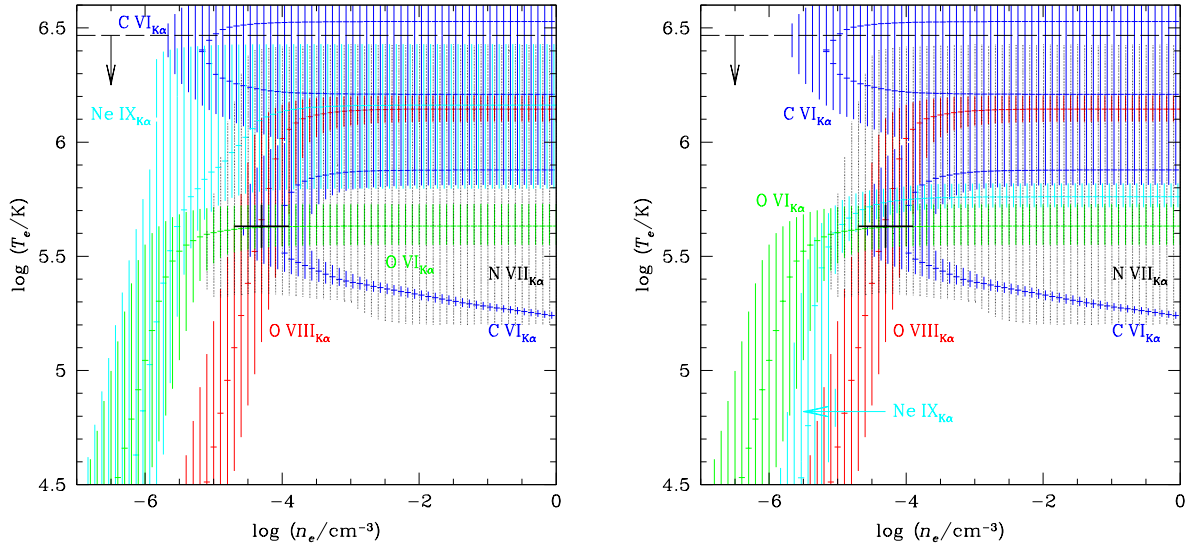 C VI_Kα
Ne IX_Kα
O VI_Kα
N VII_Kα
O VIII_Kα
C VI_Kα
6.5
6
5.5
5
4.5
log (T_e/K)
−6
−4
−2
0
log (n_e/cm⁻³)
C VI_Kα
O VI_Kα
N VII_Kα
O VIII_Kα
C VI_Kα
Ne IX_Kα
6.5
6
5.5
5
4.5
log (T_e/K)
−6
−4
−2
0
log (n_e/cm⁻³)